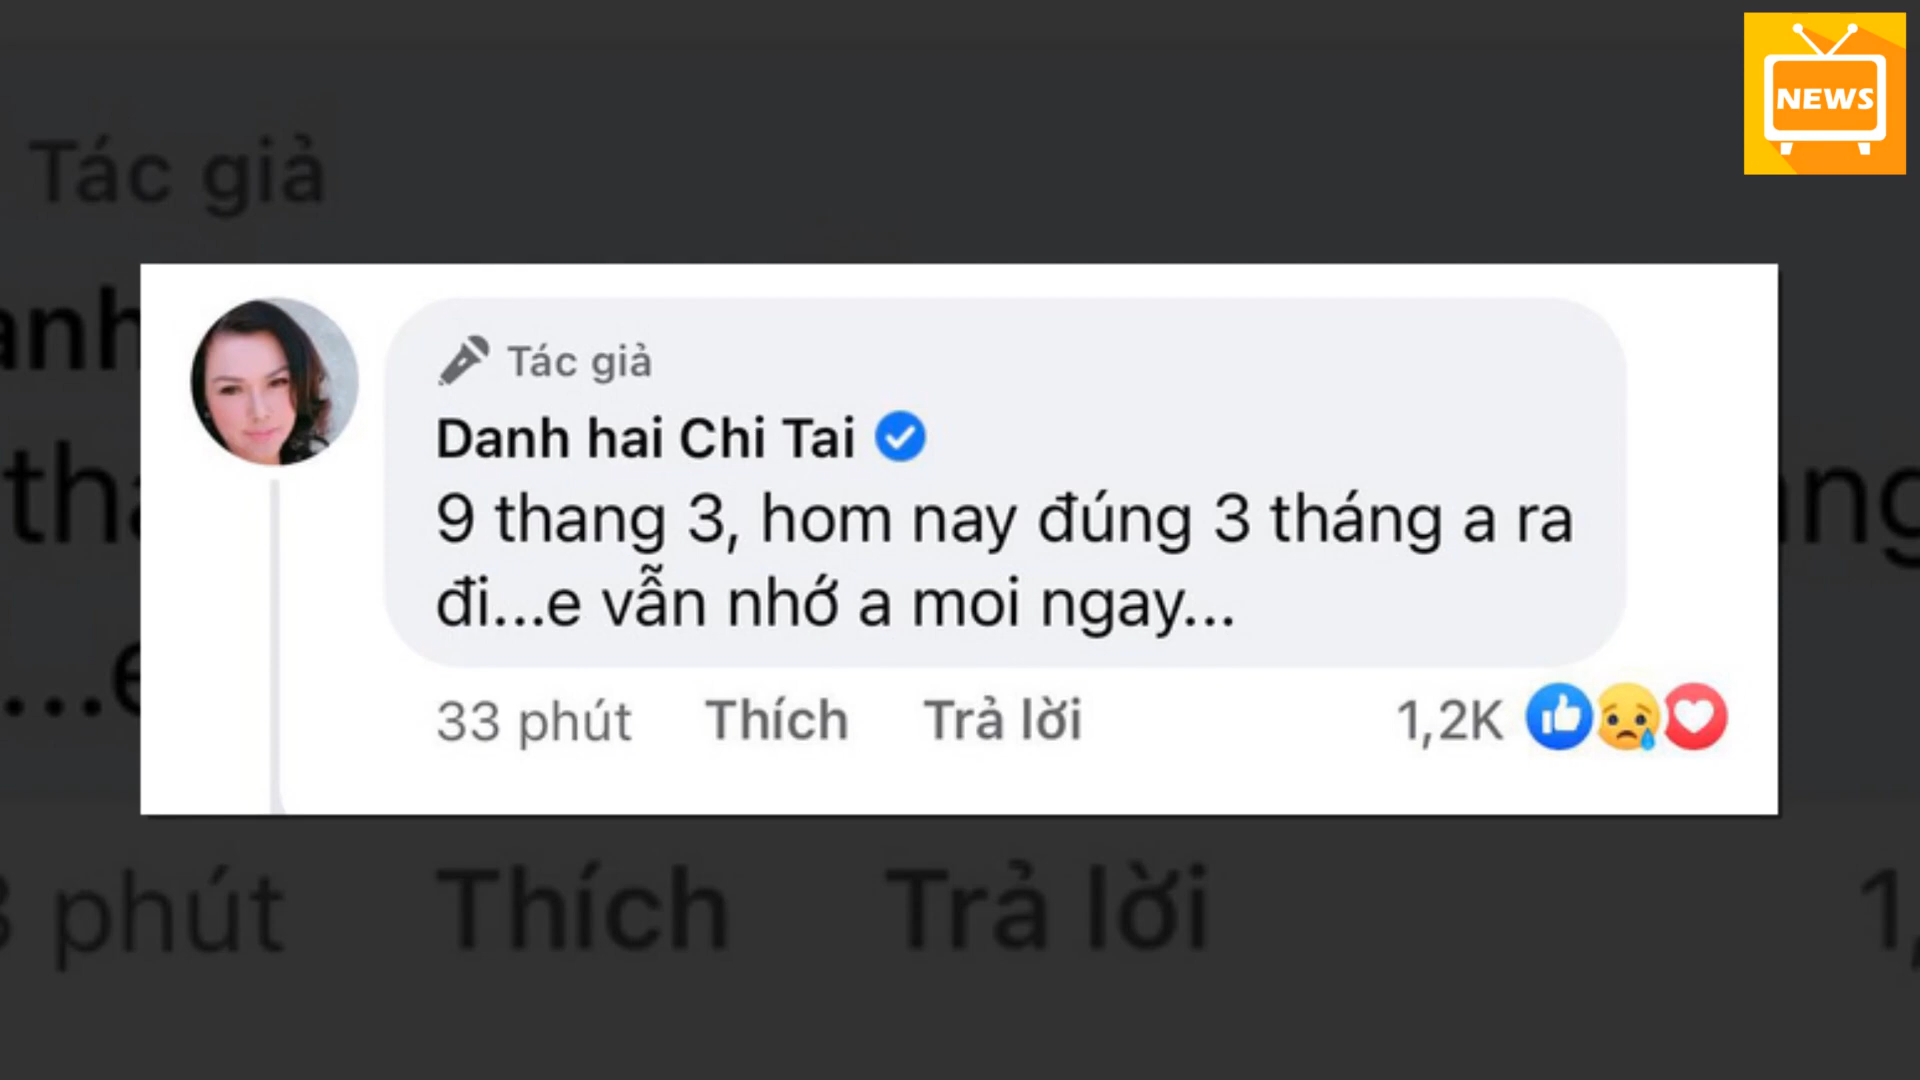 NEWS
Tác giả
Tác giả
Danh hai Chi Tai
9 thang 3, hom nay đúng 3 tháng a ra
đi...e vẫn nhớ a moi ngay...
33 phút Thích Trả lời 1,2K
phút Thích Trả lời